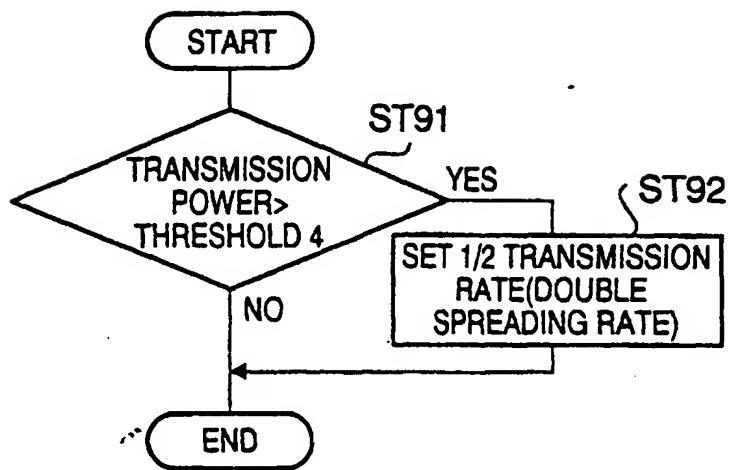 START
ST91
TRANSMISSION
POWER>
THRESHOLD 4
YES
ST92
SET 1/2 TRANSMISSION
RATE(DOUBLE
SPREADING RATE)
NO
END